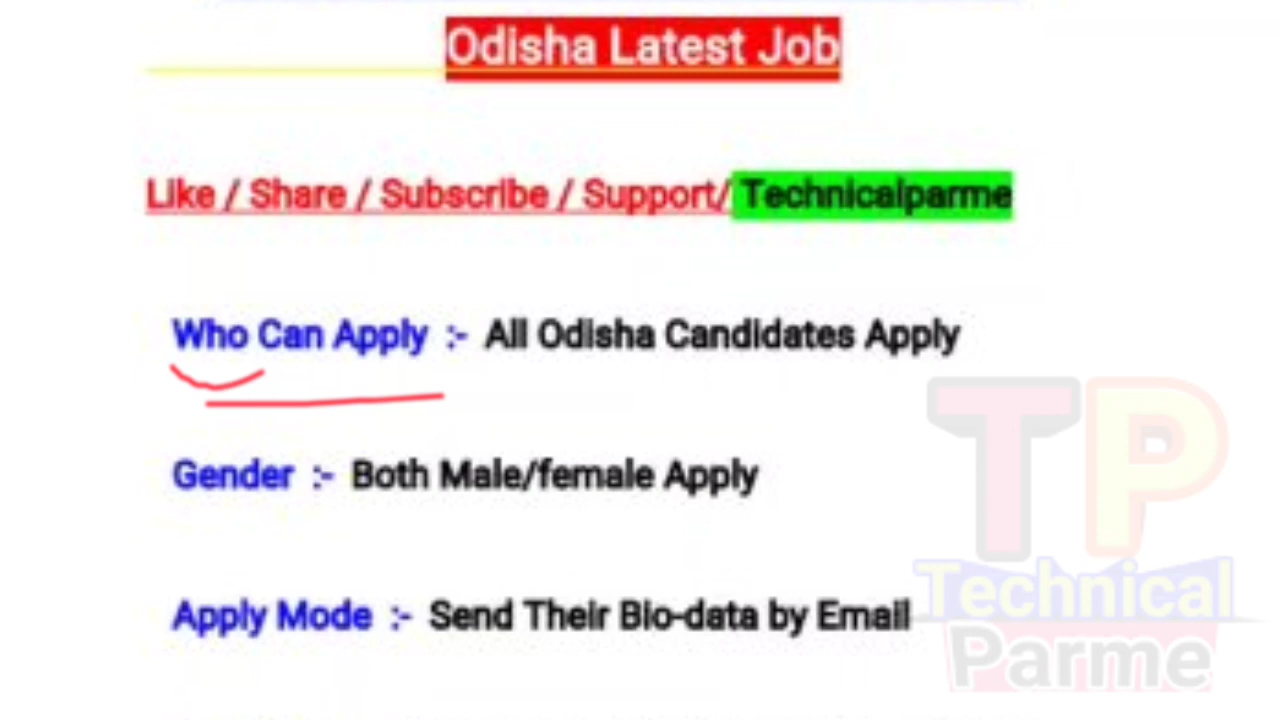 Odisha Latest Job
Like / Share / Subscribe / Support/ Technicalparme
Who Can Apply :- All Odisha Candidates Apply
Gender :- Both Male/female Apply
Apply Mode :- Send Their Bio-data by Email
TP
Technical
Parme